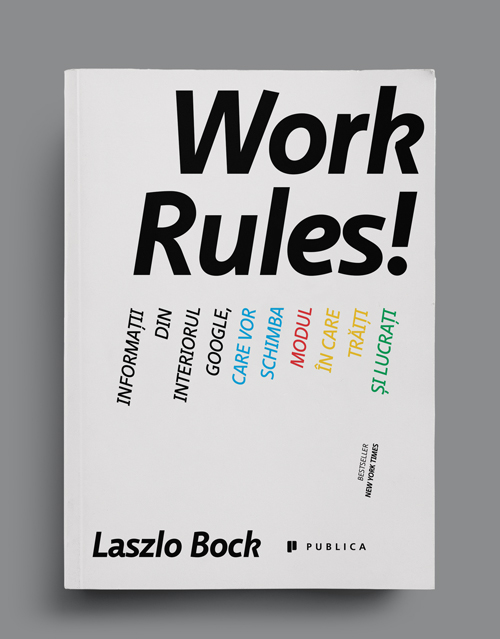 Work
Rules!
INFORMAȚII
DIN
INTERIORUL
GOOGLE,
CARE VOR
SCHIMBA
MODUL
ÎN CARE
TRĂIȚI
ȘI LUCRAȚI
BESTSELLER
NEW YORK TIMES
Laszlo Bock
PUBLICA